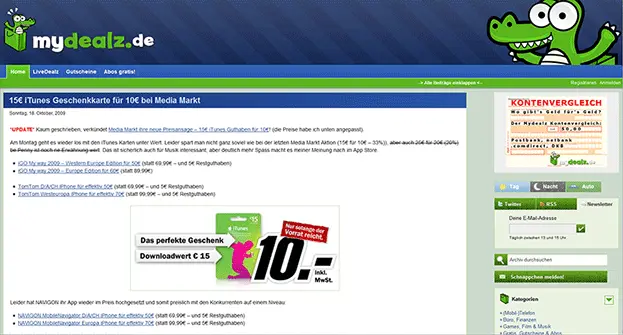 mydealz.de
Home LiveDealz Gutscheine Abos gratis!
-> Alle Beiträge einklappen <-
Registrieren Anmelden
15€ iTunes Geschenkkarte für 10€ bei Media Markt
Sonntag, 18. Oktober, 2009
*UPDATE* Kaum geschrieben, verkündet Media Markt ihre neue Presansage – 15€ iTunes Guthaben für 10€! (die Preise habe ich unten angepasst).
Am Montag geht es wieder los mit den iTunes Karten unter Wert. Leider spart man nicht ganz soviel wie bei der letzten Media Markt Aktion (15€ für 10€ – 33%)), aber auch 25€ für 20€ (20%)
bei Penny ist noch mit Ernährung wert. Das ist sicherlich auch für Musik interessant, aber deutlich mehr Spass macht es meiner Meinung nach im App Store.
iGO My way 2009 – Western Europe Edition für 50€ (statt 69.99€ – und 5€ Restguthaben)
iGO My way 2009 – Europe Edition für 60€ (statt 89,99€)
TomTom D/A/CH iPhone für effektiv 50€ (statt 69.99€ – und 5€ Restguthaben)
TomTom Westeuropa iPhone für effektiv 70€ (statt 99.99€ – und 5€ Restguthaben)
iTunes €15
Das perfekte Geschenk
Downloadwert € 15
10.-
inkl.
MwSt.
Nur solange der
Vorrat reicht.
Leider hat NAVIGON ihr App wieder im Preis hochgesetzt und somit preislich mit den Konkurrenten auf einem Niveau:
NAVIGON MobileNavigator D/A/CH iPhone für effektiv 50€ (statt 69.99€ – und 5€ Restguthaben)
NAVIGON MobileNavigator Europa iPhone für effektiv 70€ (statt 99.99€ – und 5€ Restguthaben)
KONTENVERGLEICH
Wo gibt's Geld für's Geld?
Der Mydealz Kontenvergleich
50,00
Postbank, netbank
.comdirect, DKB
mydealz.de
Tag Nacht Auto
Twitter RSS Newsletter
Deine E-Mail-Adresse
Täglich zwischen 15 und 18 Uhr
Archiv durchsuchen
Schnäppchen melden!
Kategorien
(Mobil-)Telefon
Büro, Finanzen
Games, Film & Musik
Gratis, Gutscheine & Abos